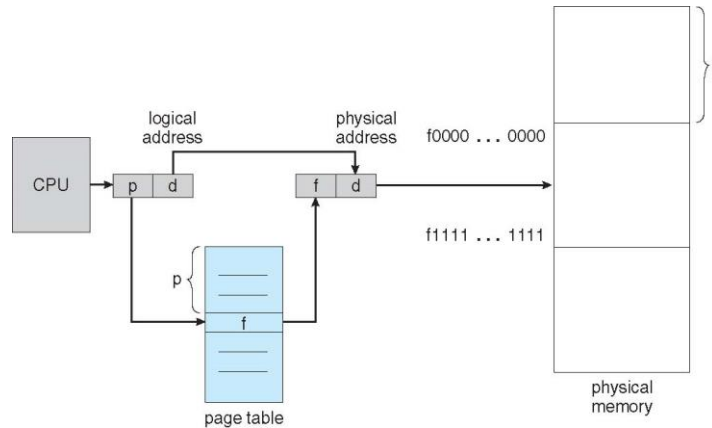 logical
address
physical
address
f0000 ... 0000
CPU
p
d
f
d
f1111 ... 1111
p
f
page table
physical
memory